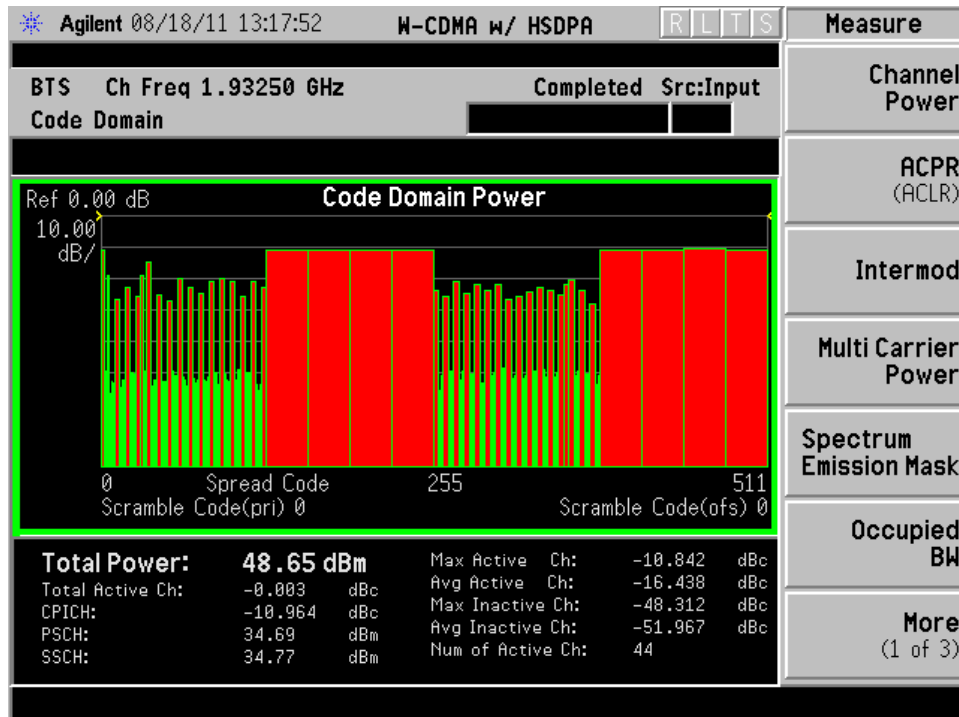 Agilent 08/18/11 13:17:52 W-CDMA w/ HSDPA R L T S
Measure
BTS Ch Freq 1.93250 GHz Completed Src:Input
Code Domain
Channel Power
ACPR (ACLR)
Intermod
Multi Carrier Power
Spectrum Emission Mask
Occupied BW
More (1 of 3)
Ref 0.00 dB Code Domain Power
10.00
dB/
0 Spread Code 255 511
Scramble Code(pri) 0 Scramble Code(ofs) 0
Total Power: 48.65 dBm
Total Active Ch: -0.003 dBc
CPICH: -10.964 dBc
PSCH: 34.69 dBm
SSCH: 34.77 dBm
Max Active Ch: -10.842 dBc
Avg Active Ch: -16.438 dBc
Max Inactive Ch: -48.312 dBc
Avg Inactive Ch: -51.967 dBc
Num of Active Ch: 44